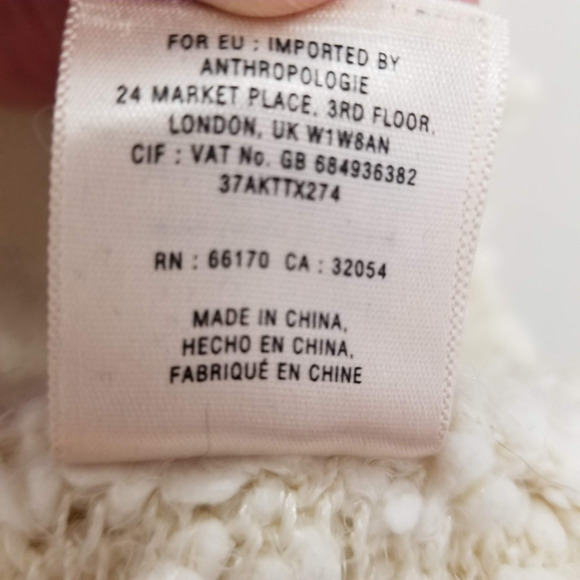 FOR EU : IMPORTED BY
ANTHROPOLOGIE
24 MARKET PLACE, 3RD FLOOR,
LONDON, UK W1W8AN
CIF : VAT No. GB 684936382
37AKTTX274
RN : 66170 CA : 32054
MADE IN CHINA,
HECHO EN CHINA,
FABRIQUÉ EN CHINE